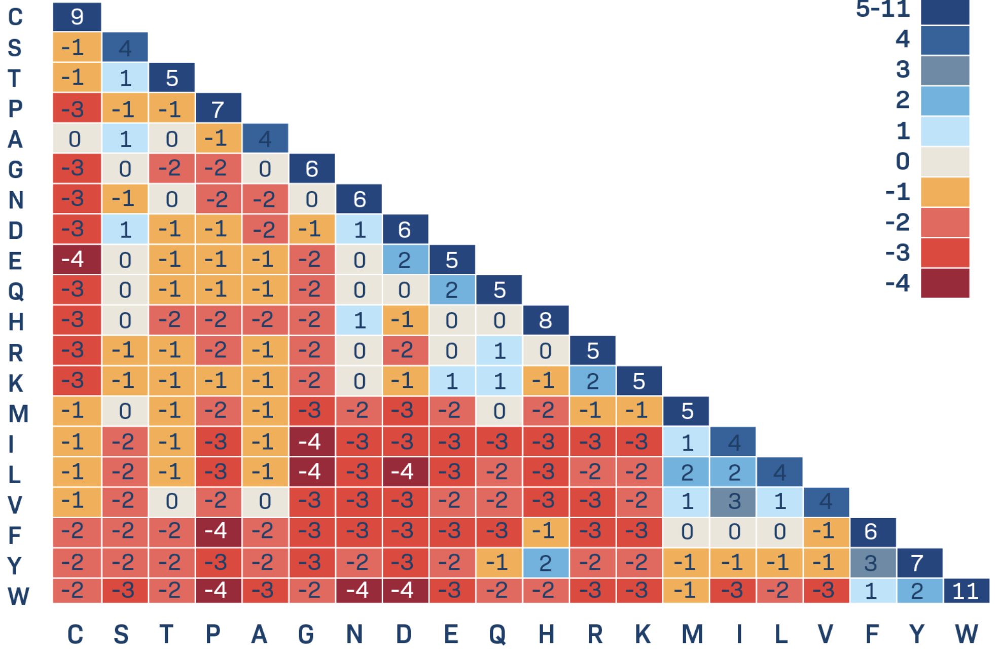 C 9 5-11
S -1 4 4
T -1 1 5 3
P -3 -1 -1 7 2
A 0 1 0 -1 4 1
G -3 0 -2 -2 0 6 0
N -3 -1 0 -2 -2 0 6 -1
D -3 1 -1 -1 -2 -1 1 6 -2
E -4 0 -1 -1 -1 -2 0 2 5 -3
Q -3 0 -1 -1 -1 -2 0 0 2 5 -4
H -3 0 -2 -2 -2 -2 1 -1 0 0 8
R -3 -1 -1 -2 -1 -2 0 -2 0 1 0 5
K -3 -1 -1 -1 -1 -2 0 -1 1 1 -1 2 5
M -1 0 -1 -2 -1 -3 -2 -3 -2 0 -2 -1 -1 5
I -1 -2 -1 -3 -1 -4 -3 -3 -3 -3 -3 -3 -3 1 4
L -1 -2 -1 -3 -1 -4 -3 -4 -3 -2 -3 -2 -2 2 2 4
V -1 -2 0 -2 0 -3 -3 -3 -2 -2 -3 -3 -2 1 3 1 4
F -2 -2 -2 -4 -2 -3 -3 -3 -3 -3 -1 -3 -3 0 0 0 -1 6
Y -2 -2 -2 -3 -2 -3 -2 -3 -2 -1 2 -2 -2 -1 -1 -1 -1 3 7
W -2 -3 -2 -4 -3 -2 -4 -4 -3 -2 -2 -3 -3 -1 -3 -2 -3 1 2 11
C S T P A G N D E Q H R K M I L V F Y W